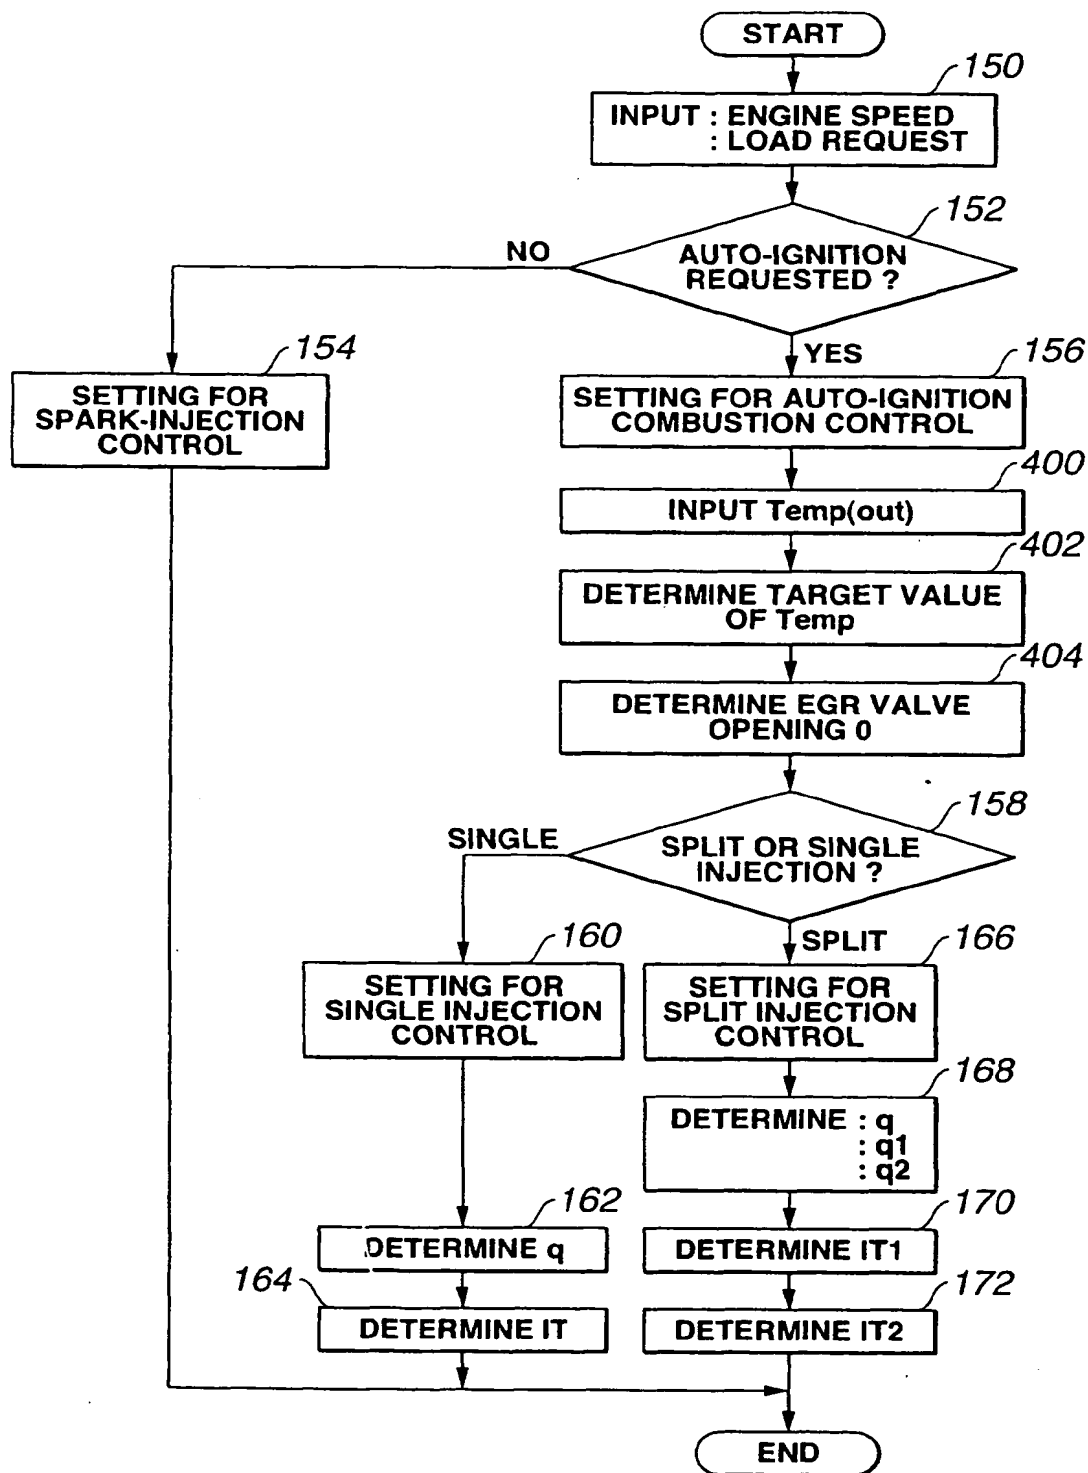 START
150
INPUT : ENGINE SPEED
: LOAD REQUEST
152
NO
AUTO-IGNITION
REQUESTED ?
YES
154
SETTING FOR
SPARK-INJECTION
CONTROL
156
SETTING FOR AUTO-IGNITION
COMBUSTION CONTROL
400
INPUT Temp(out)
402
DETERMINE TARGET VALUE
OF Temp
404
DETERMINE EGR VALVE
OPENING 0
158
SINGLE
SPLIT OR SINGLE
INJECTION ?
SPLIT
160
SETTING FOR
SINGLE INJECTION
CONTROL
166
SETTING FOR
SPLIT INJECTION
CONTROL
168
DETERMINE : q
: q1
: q2
162
DETERMINE q
170
DETERMINE IT1
164
DETERMINE IT
172
DETERMINE IT2
END